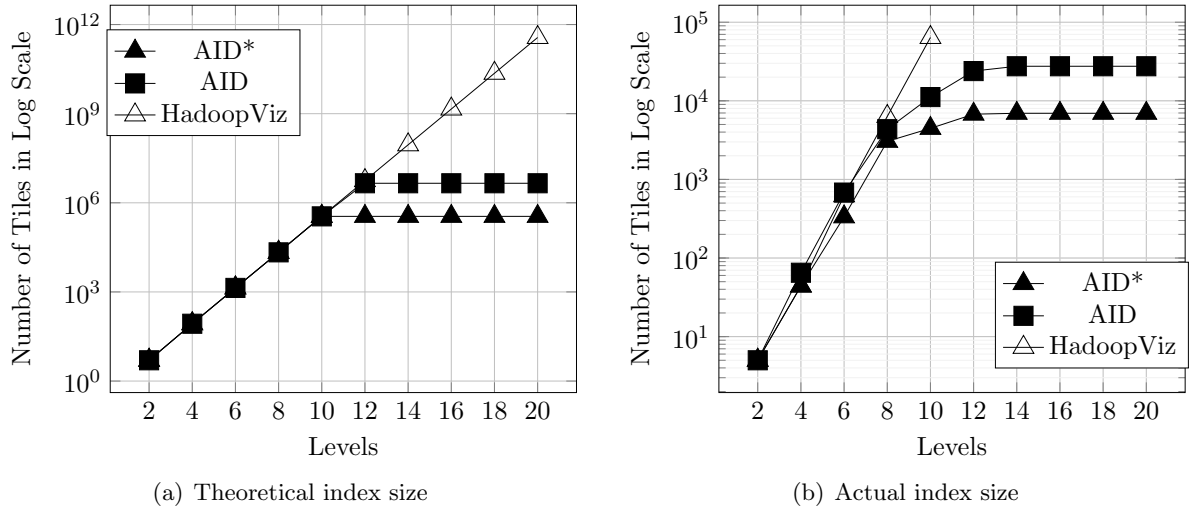 Number of Tiles in Log Scale
10^12
10^9
10^6
10^3
10^0
AID*
AID
HadoopViz
2 4 6 8 10 12 14 16 18 20
Levels
(a) Theoretical index size
Number of Tiles in Log Scale
10^5
10^4
10^3
10^2
10^1
AID*
AID
HadoopViz
2 4 6 8 10 12 14 16 18 20
Levels
(b) Actual index size